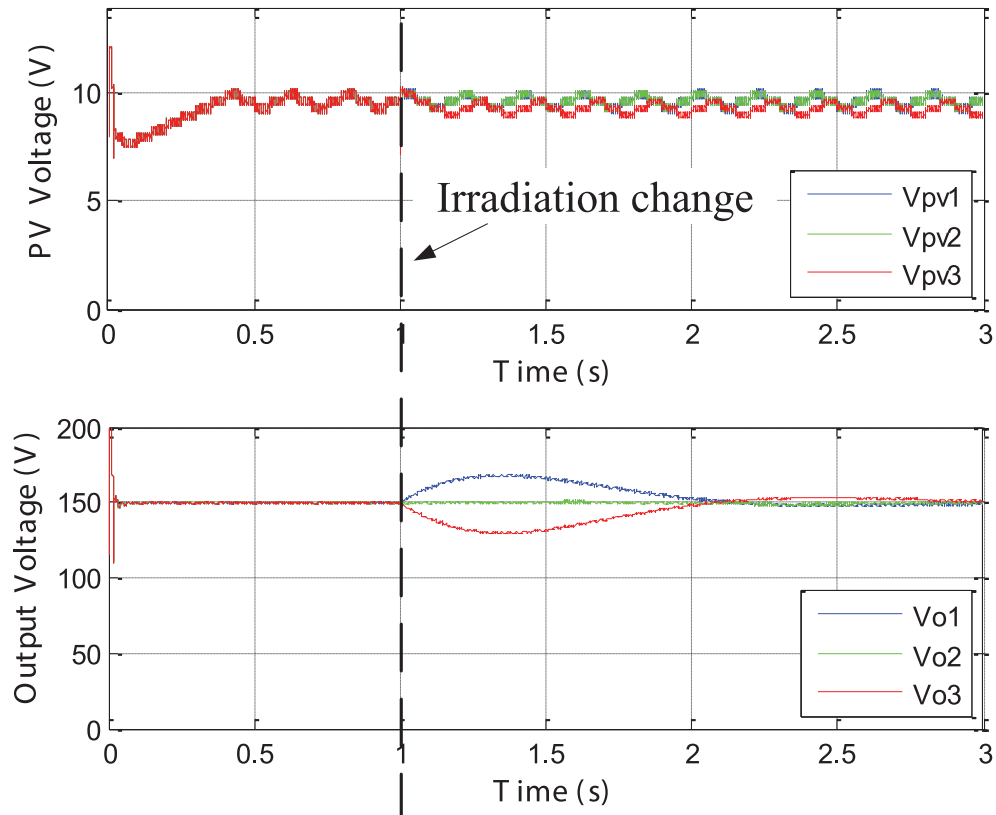 PV Voltage (V)
10
5
0
0
0.5
1
1.5
2
2.5
3
Time (s)
Irradiation change
Vpv1
Vpv2
Vpv3
Output Voltage (V)
200
150
100
50
0
0
0.5
1
1.5
2
2.5
3
Time (s)
Vo1
Vo2
Vo3